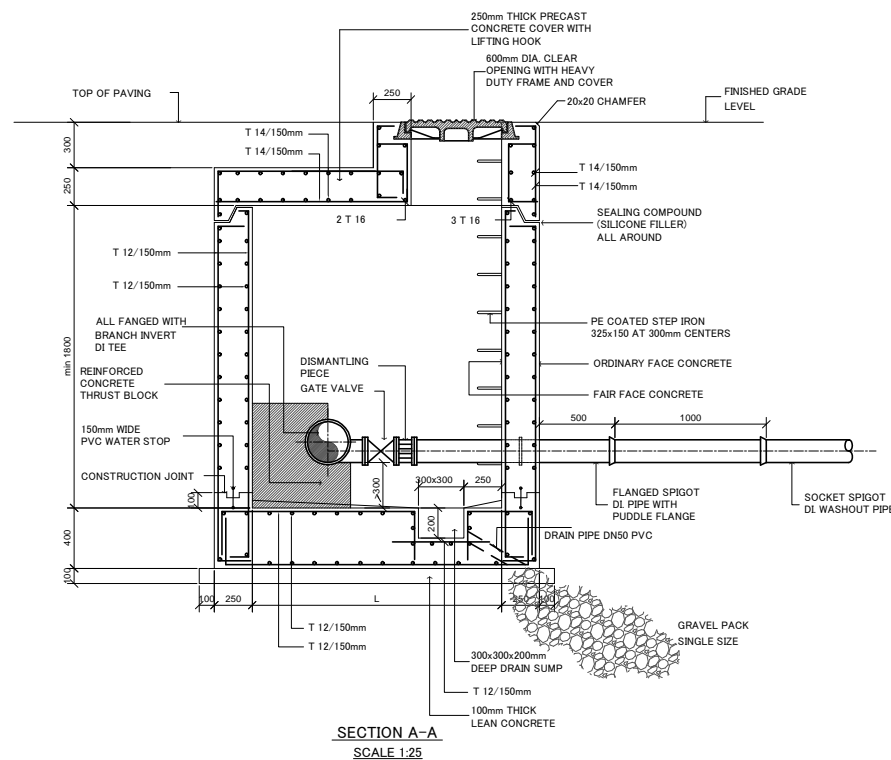 250mm THICK PRECAST
CONCRETE COVER WITH
LIFTING HOOK
600mm DIA. CLEAR
OPENING WITH HEAVY
DUTY FRAME AND COVER
TOP OF PAVING
250
20x20 CHAMFER
FINISHED GRADE
LEVEL
300
T 14/150mm
T 14/150mm
250
T 14/150mm
T 14/150mm
2 T 16
3 T 16
SEALING COMPOUND
(SILICONE FILLER)
ALL AROUND
T 12/150mm
T 12/150mm
min 1800
ALL FANGED WITH
BRANCH INVERT
DI TEE
PE COATED STEP IRON
325x150 AT 300mm CENTERS
REINFORCED
CONCRETE
THRUST BLOCK
DISMANTLING
PIECE
GATE VALVE
ORDINARY FACE CONCRETE
FAIR FACE CONCRETE
150mm WIDE
PVC WATER STOP
500
1000
CONSTRUCTION JOINT
100
>300
300x300
250
FLANGED SPIGOT
DI. PIPE WITH
PUDDLE FLANGE
SOCKET SPIGOT
DI. WASHOUT PIPE
200
DRAIN PIPE DN50 PVC
400
100
100
250
L
250
100
T 12/150mm
T 12/150mm
GRAVEL PACK
SINGLE SIZE
300x300x200mm
DEEP DRAIN SUMP
T 12/150mm
100mm THICK
LEAN CONCRETE
SECTION A-A
SCALE 1:25